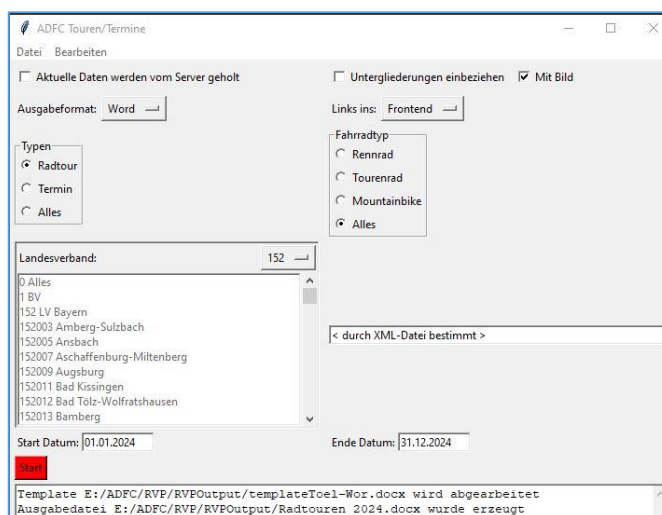 ADFC Touren/Termine
Datei Bearbeiten
Aktuelle Daten werden vom Server geholt
Untergliederungen einbeziehen Mit Bild
Ausgabeformat: Word
Links ins: Frontend
Typen
Radtour
Termin
Alles
Fahrradtyp
Rennrad
Tourenrad
Mountainbike
Alles
Landesverband: 152
0 Alles
1 BV
152 LV Bayern
152003 Amberg-Sulzbach
152005 Ansbach
152007 Aschaffenburg-Miltenberg
152009 Augsburg
152011 Bad Kissingen
152012 Bad Tölz-Wolfratshausen
152013 Bamberg
< durch XML-Datei bestimmt >
Start Datum: 01.01.2024
Ende Datum: 31.12.2024
Start
Template E:/ADFC/RVP/RVPOutput/templateToel-Wor.docx wird abgearbeitet
Ausgabedatei E:/ADFC/RVP/RVPOutput/Radtouren 2024.docx wurde erzeugt